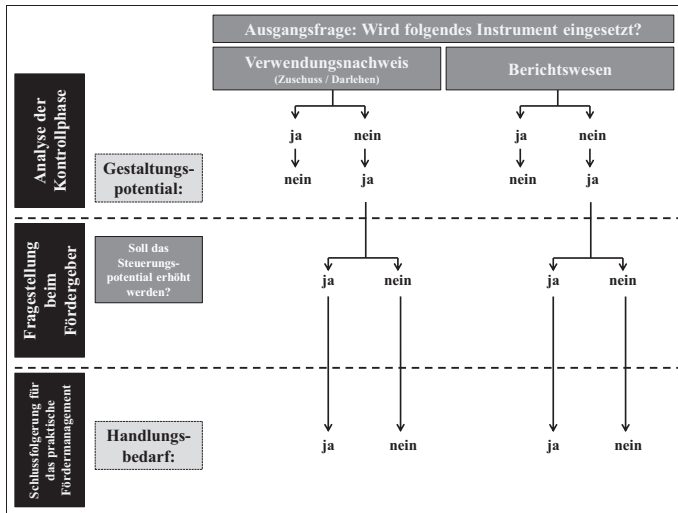 Ausgangsfrage: Wird folgendes Instrument eingesetzt?
Verwendungsnachweis
(Zuschuss / Darlehen)
Berichtswesen
Analyse der
Kontrollphase
ja nein ja nein
Gestaltungs-
potential:
nein ja nein ja
Fragestellung
beim
Fördergeber
Soll das
Steuerungs-
potential erhöht
werden?
ja nein ja nein
Schlussfolgerung für
das praktische
Fördermanagement
Handlungs-
bedarf:
ja nein ja nein